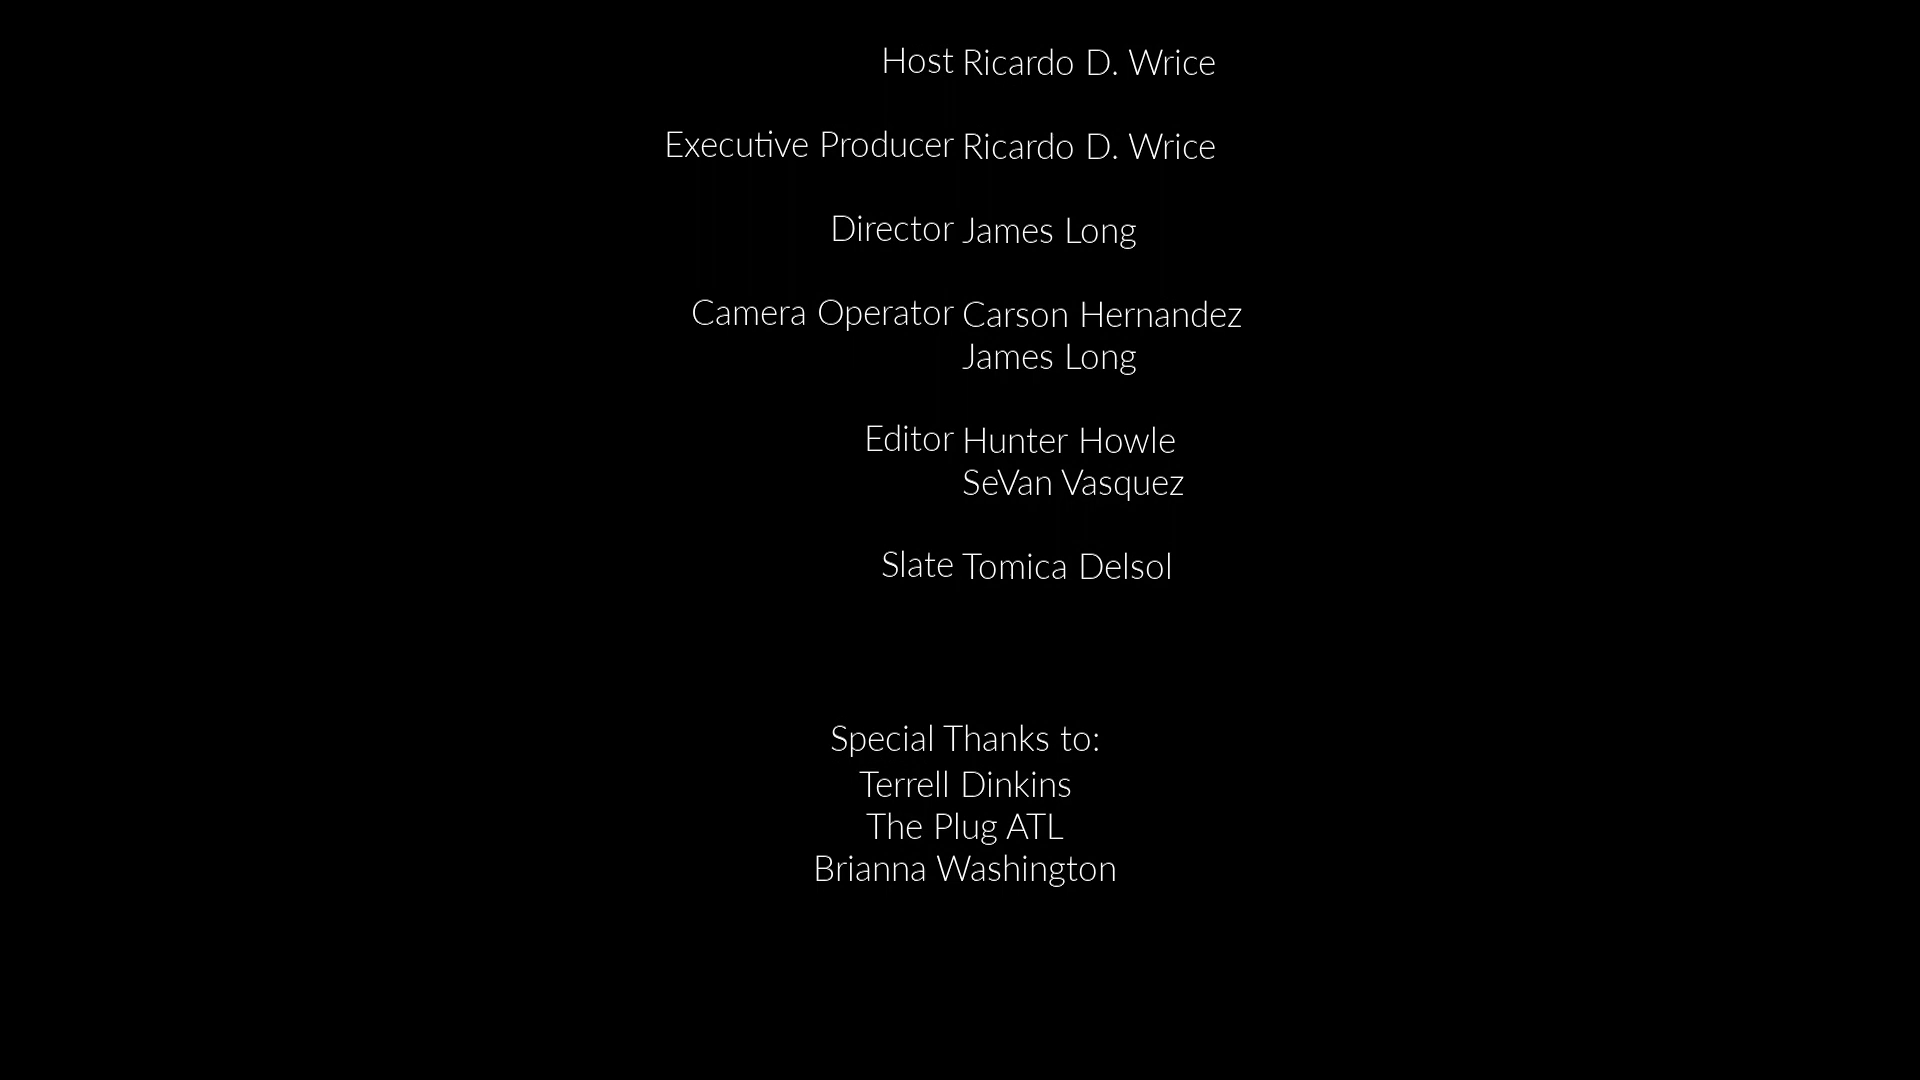 Host Ricardo D. Wrice
Executive Producer Ricardo D. Wrice
Director James Long
Camera Operator Carson Hernandez
James Long
Editor Hunter Howle
SeVan Vasquez
Slate Tomica Delsol
Special Thanks to:
Terrell Dinkins
The Plug ATL
Brianna Washington